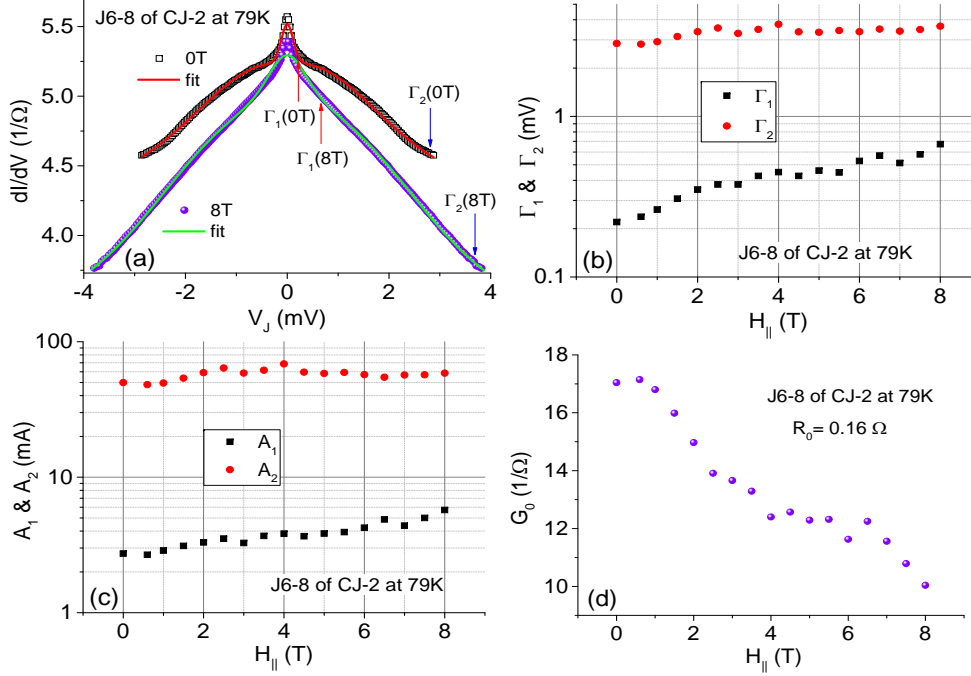 J6-8 of CJ-2 at 79K
5.5
5.0
4.5
4.0
dI/dV (1/Ω)
0T
fit
Γ1(0T)
Γ2(0T)
Γ1(8T)
8T
fit
Γ2(8T)
(a)
-4
-2
0
2
4
VJ (mV)
1
0.1
Γ1 & Γ2 (mV)
Γ1
Γ2
(b)
J6-8 of CJ-2 at 79K
0
2
4
6
8
H|| (T)
100
10
1
A1 & A2 (mA)
A1
A2
(c)
J6-8 of CJ-2 at 79K
0
2
4
6
8
H|| (T)
18
16
14
12
10
G0 (1/Ω)
J6-8 of CJ-2 at 79K
R0= 0.16 Ω
(d)
0
2
4
6
8
H|| (T)